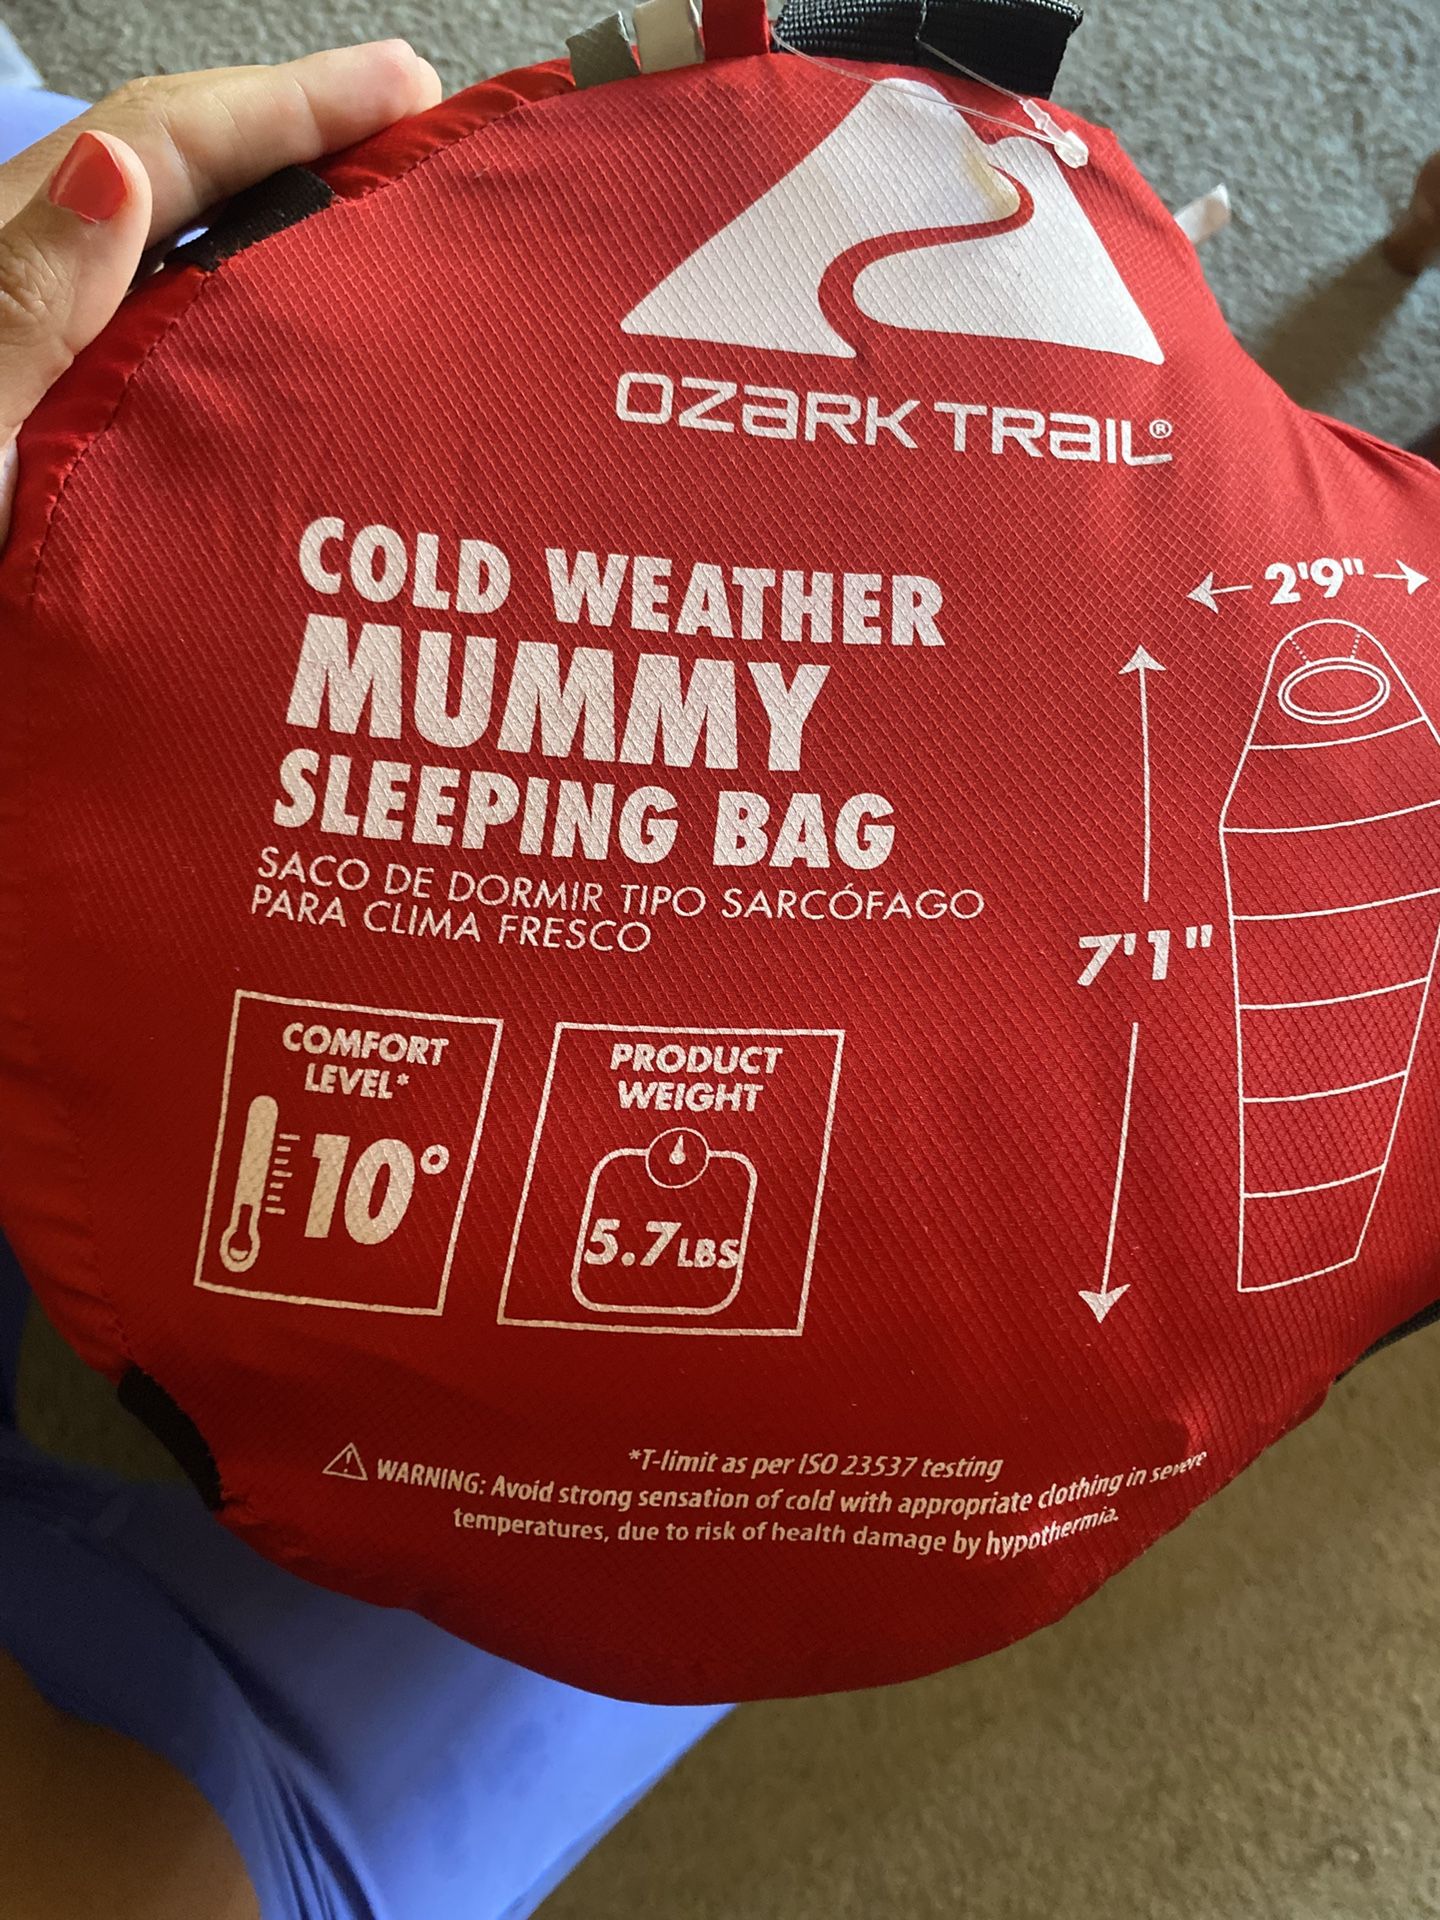 OZARK TRAIL®
COLD WEATHER
MUMMY
SLEEPING BAG
SACO DE DORMIR TIPO SARCÓFAGO
PARA CLIMA FRESCO
2'9"
7'1"
COMFORT
LEVEL*
10°
PRODUCT
WEIGHT
5.7 LBS
*T-limit as per ISO 23537 testing
WARNING: Avoid strong sensation of cold with appropriate clothing in severe
temperatures, due to risk of health damage by hypothermia.